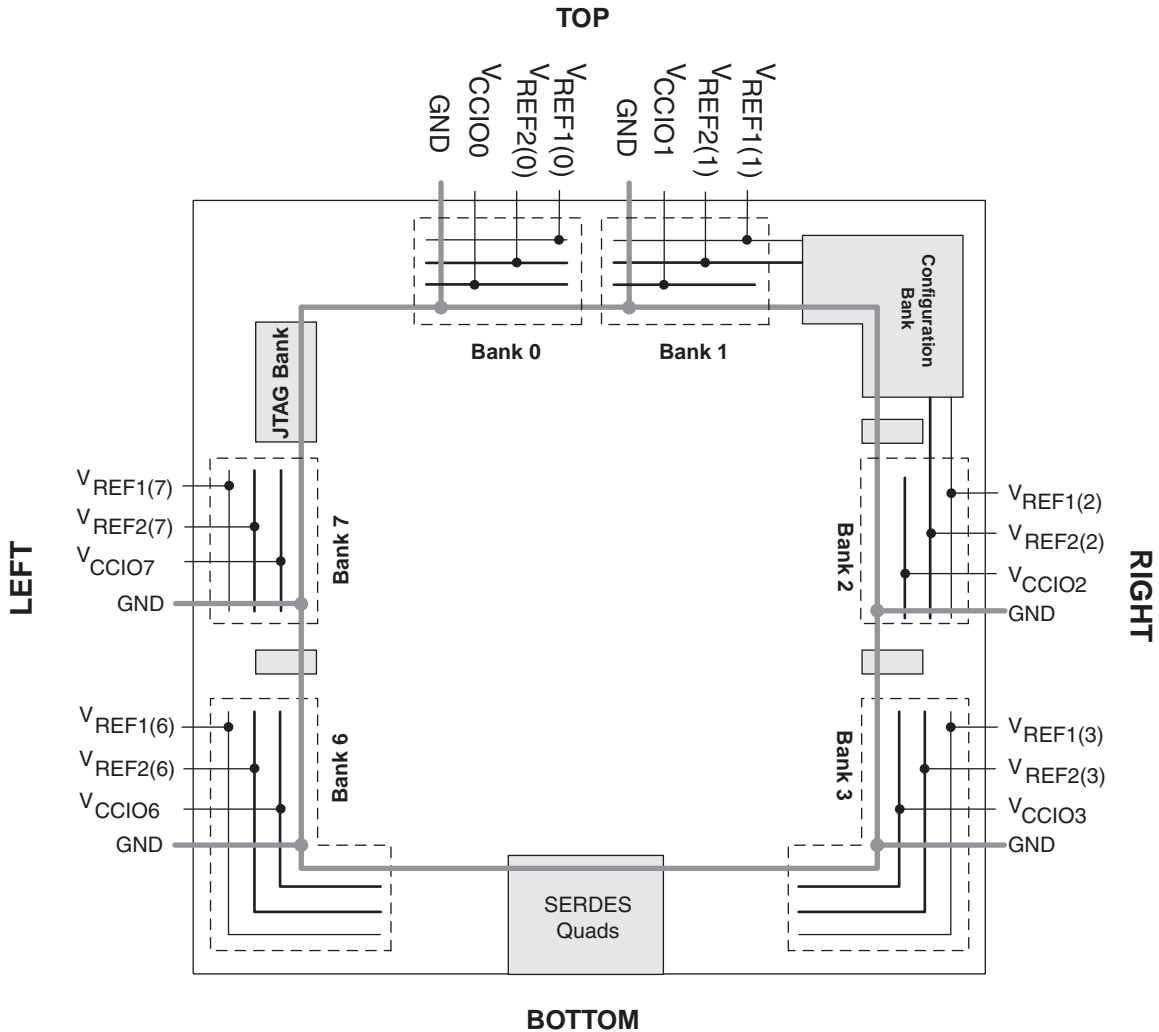 TOP
GND
VCCIO0
VREF2(0)
VREF1(0)
GND
VCCIO1
VREF2(1)
VREF1(1)
Configuration
Bank
Bank 0
Bank 1
JTAG Bank
VREF1(7)
VREF2(7)
VCCIO7
GND
Bank 7
Bank 2
VREF1(2)
VREF2(2)
VCCIO2
GND
LEFT
RIGHT
VREF1(6)
VREF2(6)
VCCIO6
GND
Bank 6
Bank 3
VREF1(3)
VREF2(3)
VCCIO3
GND
SERDES
Quads
BOTTOM